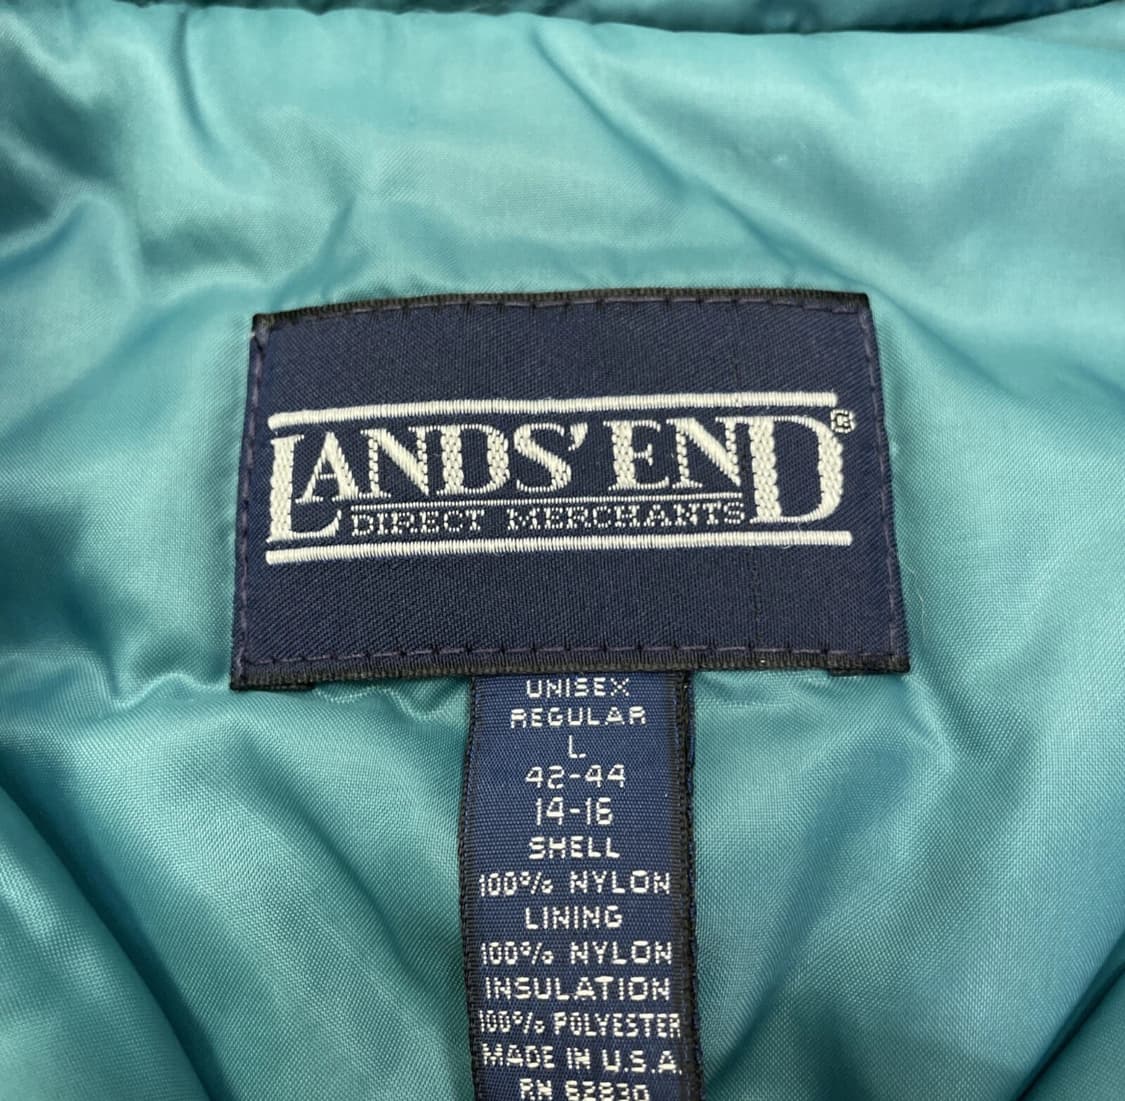 LANDS' END®
DIRECT MERCHANTS
UNISEX
REGULAR
L
42-44
14-16
SHELL
100% NYLON
LINING
100% NYLON
INSULATION
100% POLYESTER
MADE IN U.S.A.
RN 62830